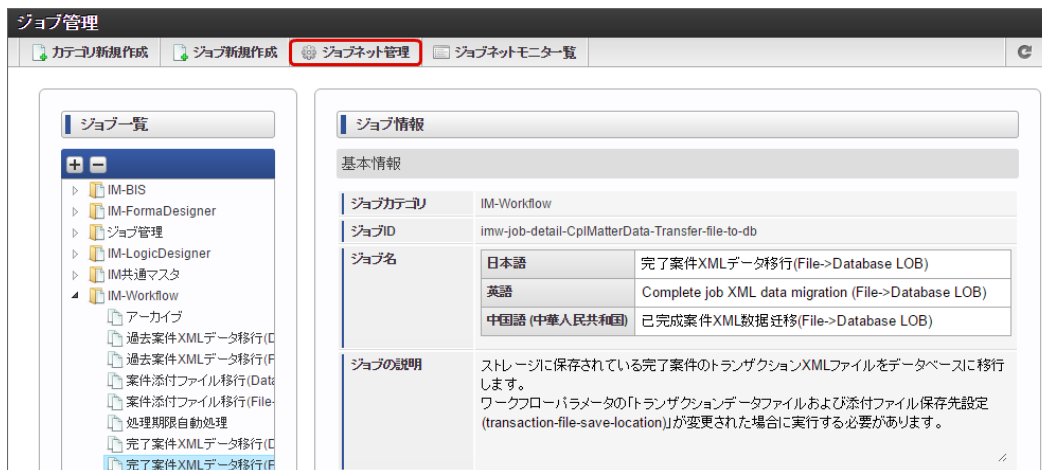 ジョブ管理
カテゴリ新規作成 ジョブ新規作成 ジョブネット管理 ジョブネットモニター覧
ジョブ一覧
IM-BIS
IM-FormaDesigner
ジョブ管理
IM-LogicDesigner
IM共通マスタ
IM-Workflow
アーカイブ
過去案件XMLデータ移行(D
過去案件XMLデータ移行(F
案件添付ファイル移行(Data
案件添付ファイル移行(File-
処理期限自動処理
完了案件XMLデータ移行(D
完了案件XMLデータ移行(F
ジョブ情報
基本情報
ジョブカテゴリ IM-Workflow
ジョブID imw-job-detail-CplMatterData-Transfer-file-to-db
ジョブ名 日本語 完了案件XMLデータ移行(File->Database LOB)
英語 Complete job XML data migration (File->Database LOB)
中国語 (中華人民共和国) 已完成案件XML数据迁移(File->Database LOB)
ジョブの説明 ストレージに保存されている完了案件のトランザクションXMLファイルをデータベースに移行
します。
ワークフローパラメータの「トランザクションデータファイルおよび添付ファイル保存先設定
(transaction-file-save-location)」が変更された場合に実行する必要があります。